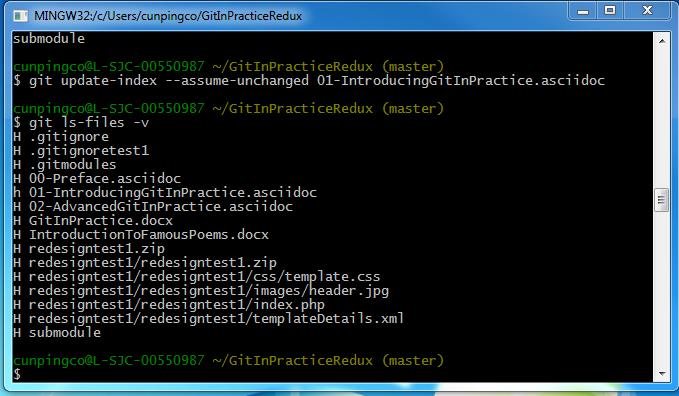 MINGW32:/c/Users/cunpingco/GitInPracticeRedux
submodule
cunpingco@L-SJC-00550987 ~/GitInPracticeRedux (master)
$ git update-index --assume-unchanged 01-IntroducingGitInPractice.asciidoc
cunpingco@L-SJC-00550987 ~/GitInPracticeRedux (master)
$ git ls-files -v
H .gitignore
H .gitignoretest1
H .gitmodules
H 00-Preface.asciidoc
h 01-IntroducingGitInPractice.asciidoc
H 02-AdvancedGitInPractice.asciidoc
H GitInPractice.docx
H IntroductionToFamousPoems.docx
H redesigntest1.zip
H redesigntest1/redesigntest1.zip
H redesigntest1/redesigntest1/css/template.css
H redesigntest1/redesigntest1/images/header.jpg
H redesigntest1/redesigntest1/index.php
H redesigntest1/redesigntest1/templateDetails.xml
H submodule
cunpingco@L-SJC-00550987 ~/GitInPracticeRedux (master)
$